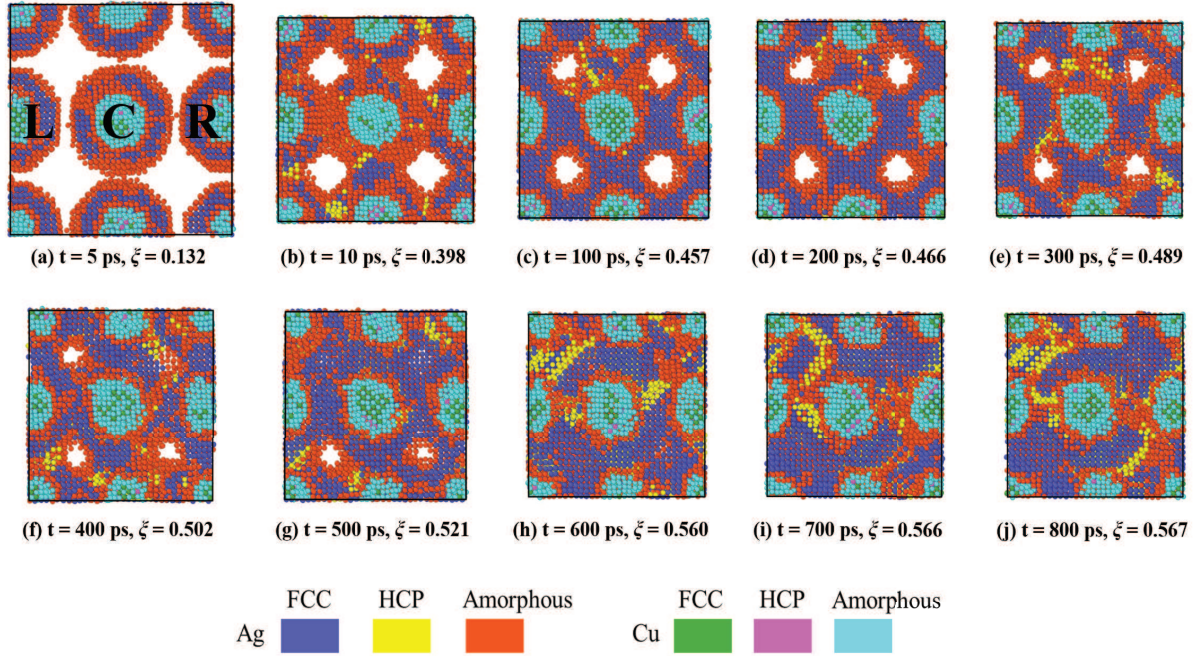 L C R
(a) t = 5 ps, ξ = 0.132
(b) t = 10 ps, ξ = 0.398
(c) t = 100 ps, ξ = 0.457
(d) t = 200 ps, ξ = 0.466
(e) t = 300 ps, ξ = 0.489
(f) t = 400 ps, ξ = 0.502
(g) t = 500 ps, ξ = 0.521
(h) t = 600 ps, ξ = 0.560
(i) t = 700 ps, ξ = 0.566
(j) t = 800 ps, ξ = 0.567
FCC HCP Amorphous FCC HCP Amorphous
Ag Cu